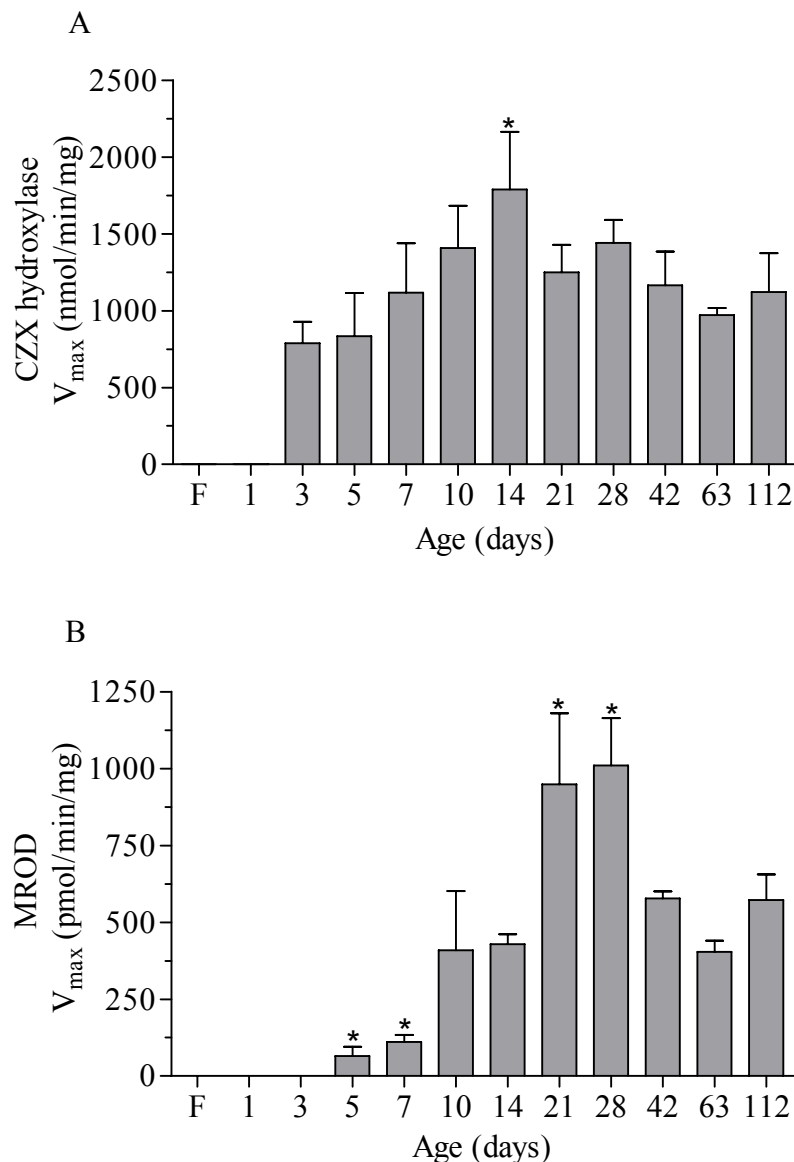 A
2500
2000
1500
1000
500
0
CZX hydroxylase
Vmax (nmol/min/mg)
*
F 1 3 5 7 10 14 21 28 42 63 112
Age (days)
B
1250
1000
750
500
250
0
MROD
Vmax (pmol/min/mg)
* * * *
F 1 3 5 7 10 14 21 28 42 63 112
Age (days)